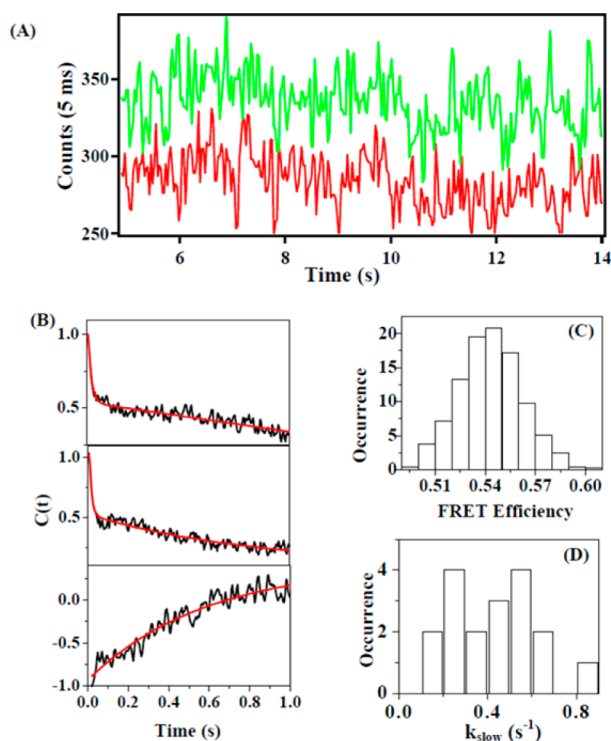 (A)
Counts (5 ms)
350
300
250
6 8 10 12 14
Time (s)
(B)
1.0
0.5
1.0
0.5
C(t)
0.0
-0.5
-1.0
0.0 0.2 0.4 0.6 0.8 1.0
Time (s)
(C)
Occurrence
20
15
10
5
0
0.51 0.54 0.57 0.60
FRET Efficiency
(D)
Occurrence
4
2
0
0.0 0.4 0.8
kslow (s-1)